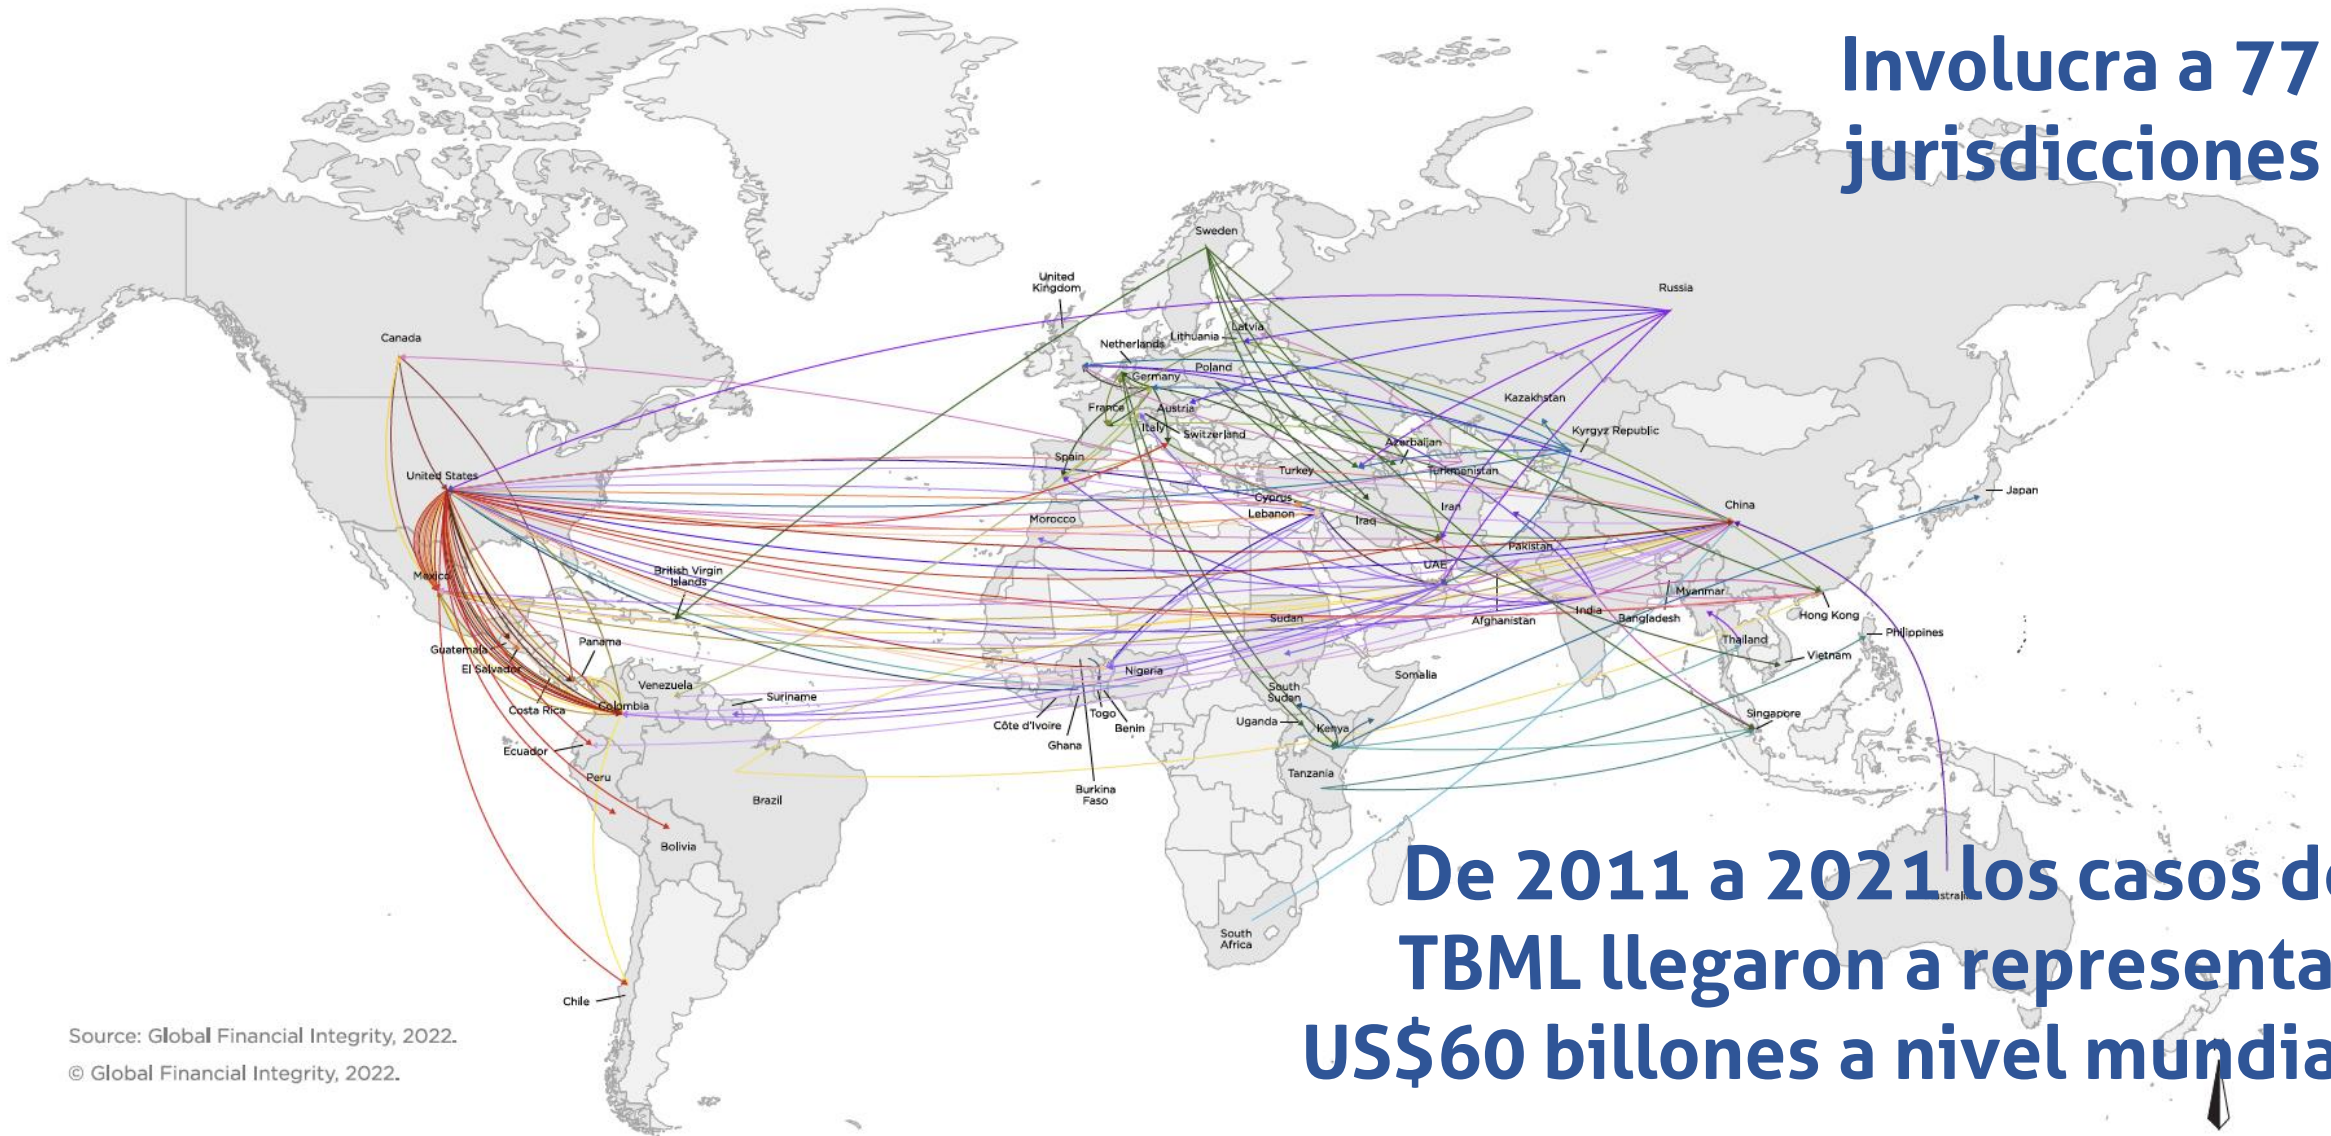 Involucra a 77
jurisdicciones
Sweden
United
Kingdom
Russia
Latvia
Lithuania
Canada
Netherlands
Poland
Germany
Kazakhstan
France
Austria
Italy
Switzerland
Kyrgyz Republic
Azerbaijan
Spain
Turkey
Turkmenistan
United States
Japan
Cyprus
Lebanon
Iran
China
Morocco
Iraq
Pakistan
UAE
Mexico
British Virgin
Islands
Myanmar
India
Bangladesh
Hong Kong
Sudan
Afghanistan
Philippines
Panama
Thailand
Guatemala
El Salvador
Vietnam
Nigeria
Somalia
Venezuela
Suriname
South
Sudan
Costa Rica
Colombia
Togo
Singapore
Côte d'Ivoire
Benin
Uganda
Kenya
Ecuador
Ghana
Peru
Tanzania
Burkina
Faso
Brazil
Bolivia
De 2011 a 2021 los casos de
Australia
South
Africa
TBML llegaron a representa
Chile
US$60 billones a nivel mundia
Source: Global Financial Integrity, 2022.
© Global Financial Integrity, 2022.